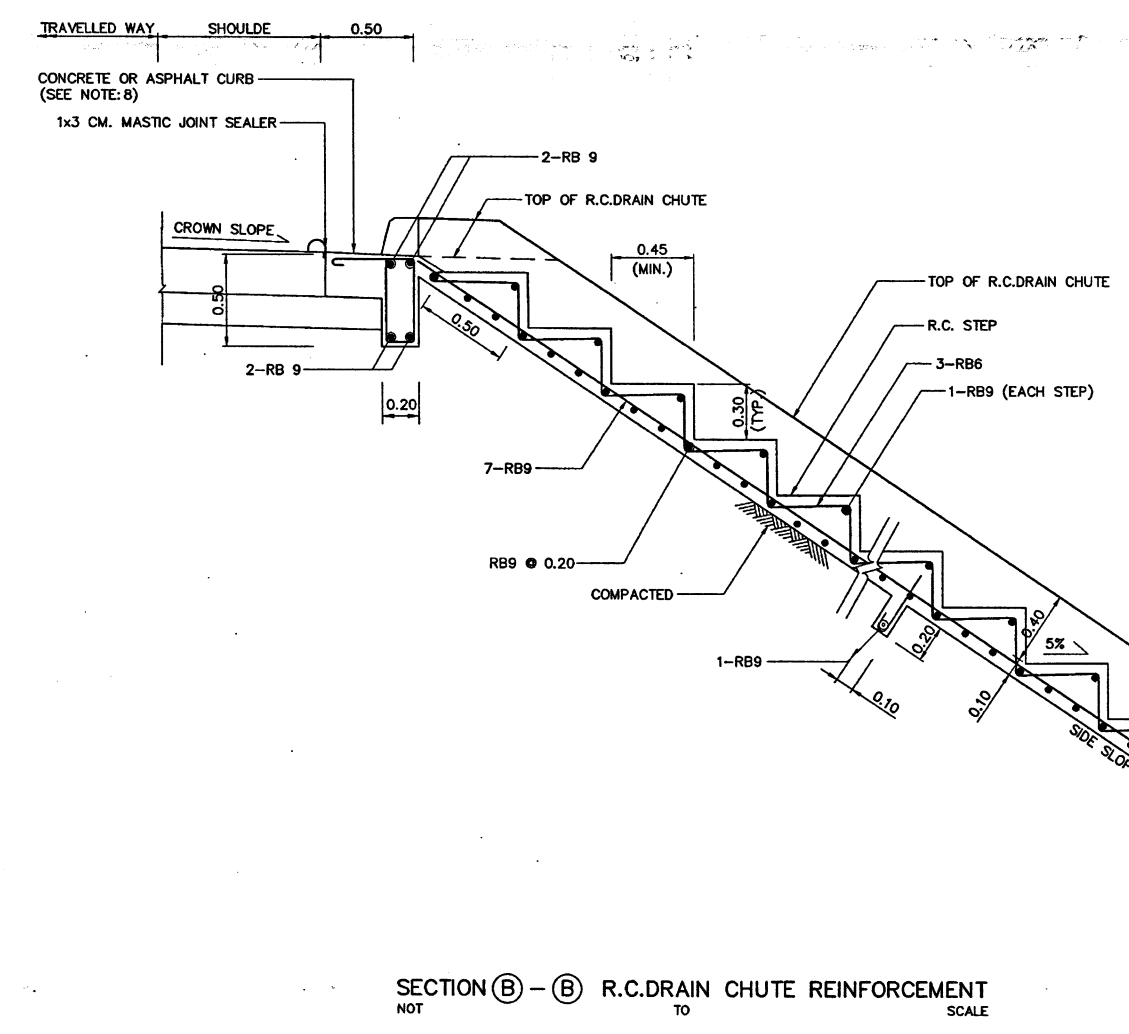 TRAVELLED WAY SHOULDE 0.50
CONCRETE OR ASPHALT CURB
(SEE NOTE:8)
1x3 CM. MASTIC JOINT SEALER
2-RB 9
TOP OF R.C.DRAIN CHUTE
CROWN SLOPE
0.45
(MIN.)
0.50
0.50
TOP OF R.C.DRAIN CHUTE
R.C. STEP
3-RB6
1-RB9 (EACH STEP)
2-RB 9
0.20
0.30
(TYP.)
7-RB9
RB9 @ 0.20
COMPACTED
1-RB9
0.20
0.10
0.40
5%
0.10
SIDE SLOP
SECTION B - B R.C.DRAIN CHUTE REINFORCEMENT
NOT TO SCALE